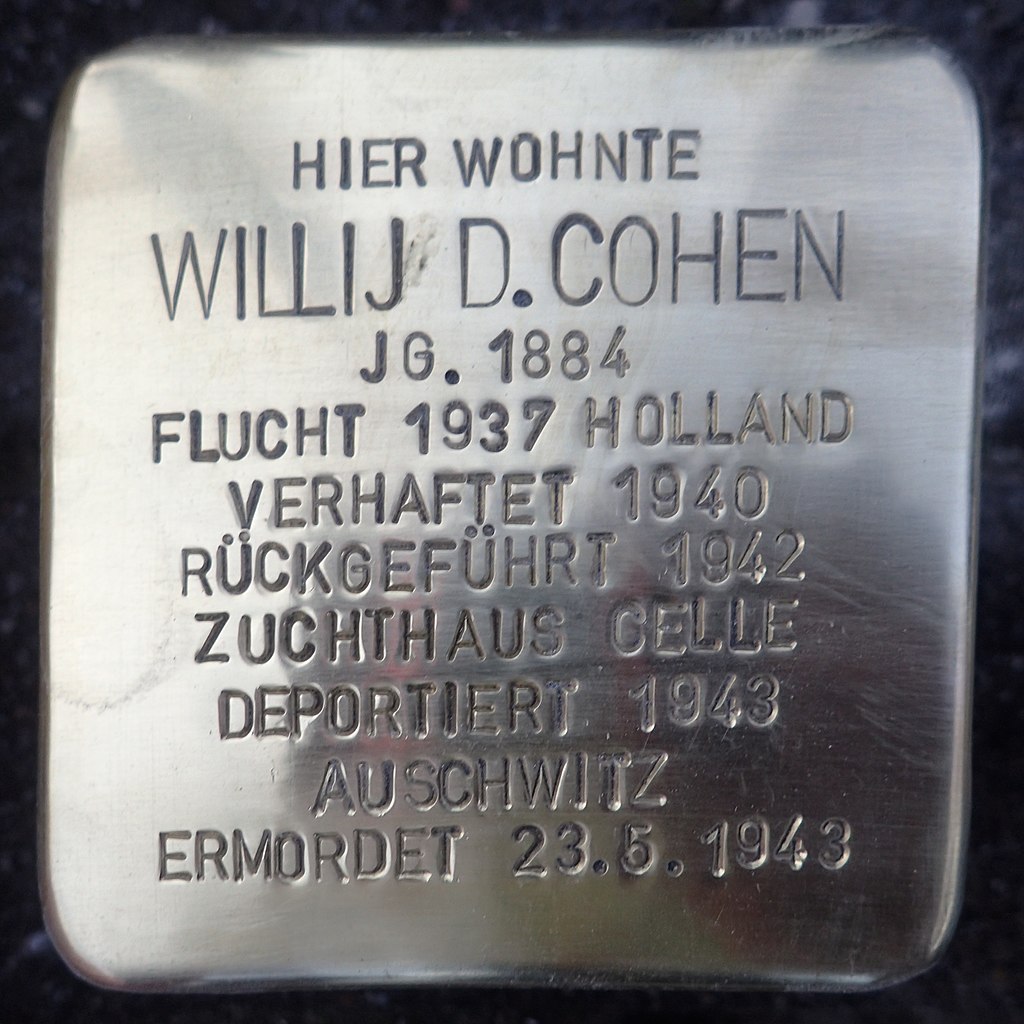 HIER WOHNTE
WILLIJ D. COHEN
JG. 1884
FLUCHT 1937 HOLLAND
VERHAFTET 1940
RÜCKGEFÜHRT 1942
ZUCHTHAUS CELLE
DEPORTIERT 1943
AUSCHWITZ
ERMORDET 23.5.1943